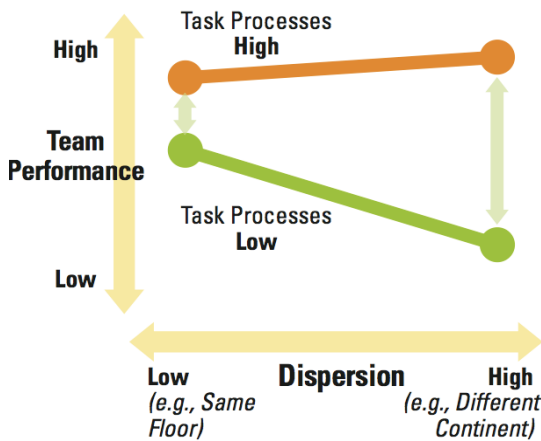 Task Processes
High
High
Team
Performance
Task Processes
Low
Low
Dispersion
Low
(e.g., Same
Floor)
High
(e.g., Different
Continent)